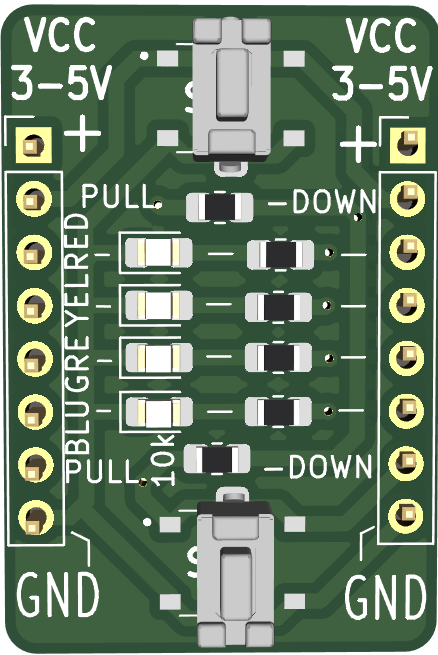 VCC VCC
3-5V 3-5V
+ +
PULL -DOWN
RED
YEL
GRE
BLU
10k
PULL -DOWN
GND GND